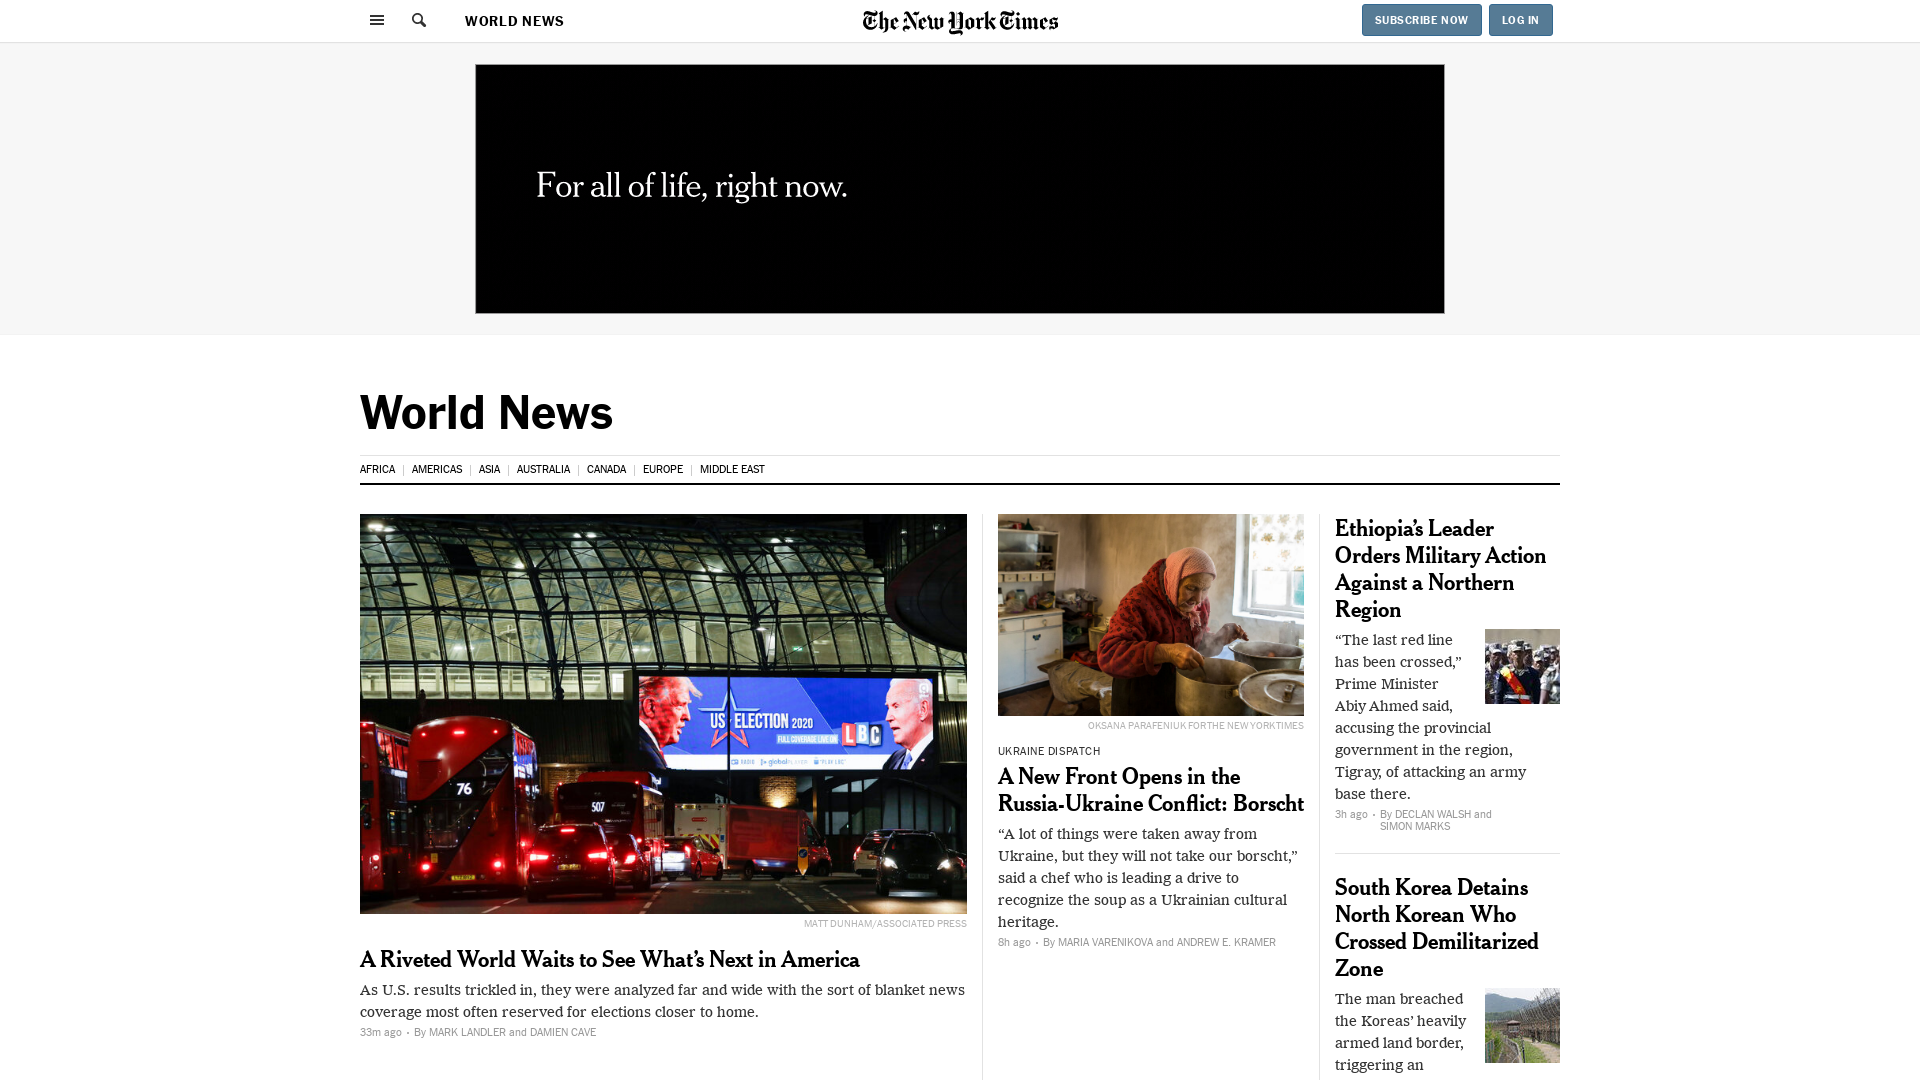 WORLD NEWS
The New York Times
SUBSCRIBE NOW
LOG IN
For all of life, right now.
World News
AFRICA
AMERICAS
ASIA
AUSTRALIA
CANADA
EUROPE
MIDDLE EAST
76
507
US ELECTION 2020
FULL COVERAGE LIVE ON
LBC
MATT DUNHAM/ASSOCIATED PRESS
A Riveted World Waits to See What’s Next in America
As U.S. results trickled in, they were analyzed far and wide with the sort of blanket news
coverage most often reserved for elections closer to home.
33m ago • By MARK LANDLER and DAMIEN CAVE
OKSANA PARAFENIUK FOR THE NEW YORK TIMES
UKRAINE DISPATCH
A New Front Opens in the
Russia-Ukraine Conflict: Borscht
“A lot of things were taken away from
Ukraine, but they will not take our borscht,”
said a chef who is leading a drive to
recognize the soup as a Ukrainian cultural
heritage.
8h ago • By MARIA VARENIKOVA and ANDREW E. KRAMER
Ethiopia’s Leader
Orders Military Action
Against a Northern
Region
“The last red line
has been crossed,”
Prime Minister
Abiy Ahmed said,
accusing the provincial
government in the region,
Tigray, of attacking an army
base there.
3h ago • By DECLAN WALSH and
SIMON MARKS
South Korea Detains
North Korean Who
Crossed Demilitarized
Zone
The man breached
the Koreas’ heavily
armed land border,
triggering an